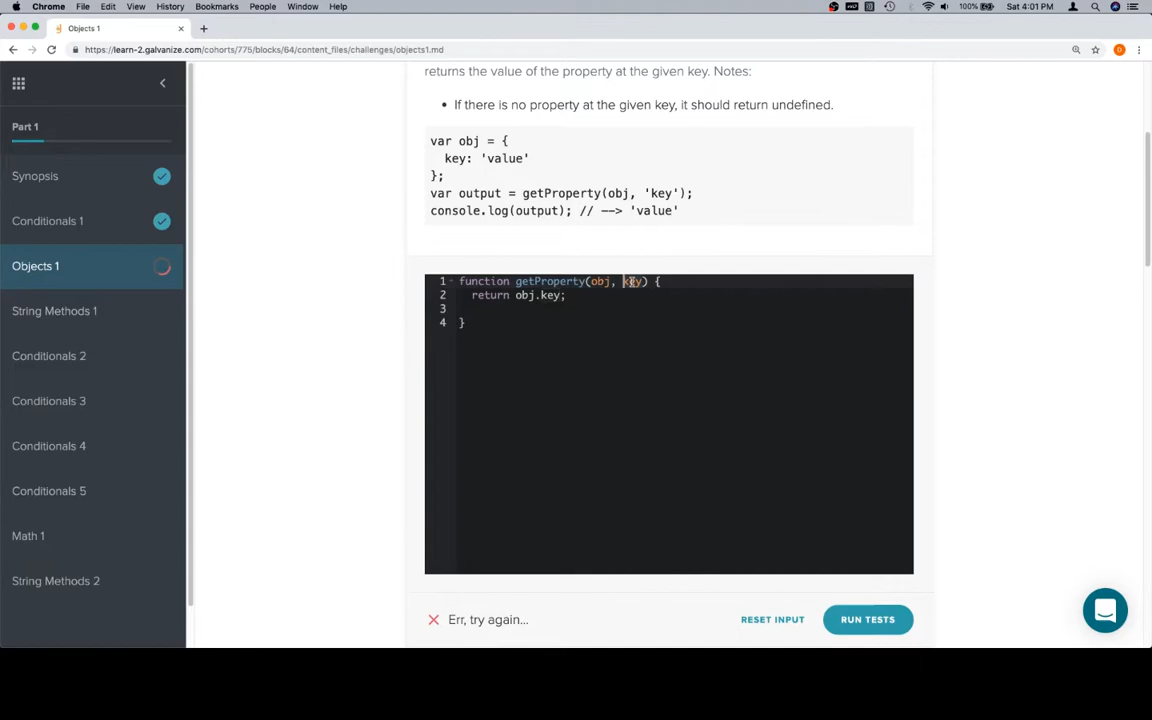 Chrome File Edit View History Bookmarks People Window Help 100% Sat 4:01 PM
Objects 1
https://learn-2.galvanize.com/cohorts/775/blocks/64/content_files/challenges/objects1.md
Part 1
Synopsis
Conditionals 1
Objects 1
String Methods 1
Conditionals 2
Conditionals 3
Conditionals 4
Conditionals 5
Math 1
String Methods 2
returns the value of the property at the given key. Notes:
• If there is no property at the given key, it should return undefined.
var obj = {
key: 'value'
};
var output = getProperty(obj, 'key');
console.log(output); // --> 'value'
1 function getProperty(obj, key) {
2 return obj.key;
3
4 }
Err, try again...
RESET INPUT
RUN TESTS